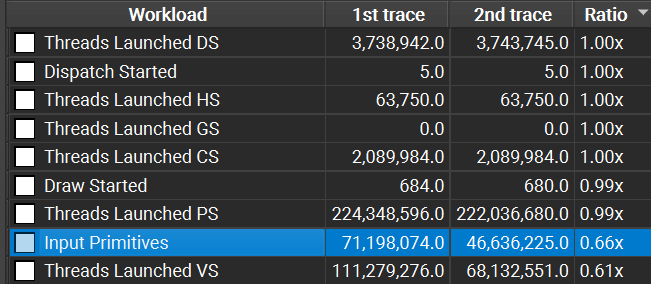 Workload 1st trace 2nd trace Ratio
Threads Launched DS 3,738,942.0 3,743,745.0 1.00x
Dispatch Started 5.0 5.0 1.00x
Threads Launched HS 63,750.0 63,750.0 1.00x
Threads Launched GS 0.0 0.0 1.00x
Threads Launched CS 2,089,984.0 2,089,984.0 1.00x
Draw Started 684.0 680.0 0.99x
Threads Launched PS 224,348,596.0 222,036,680.0 0.99x
Input Primitives 71,198,074.0 46,636,225.0 0.66x
Threads Launched VS 111,279,276.0 68,132,551.0 0.61x